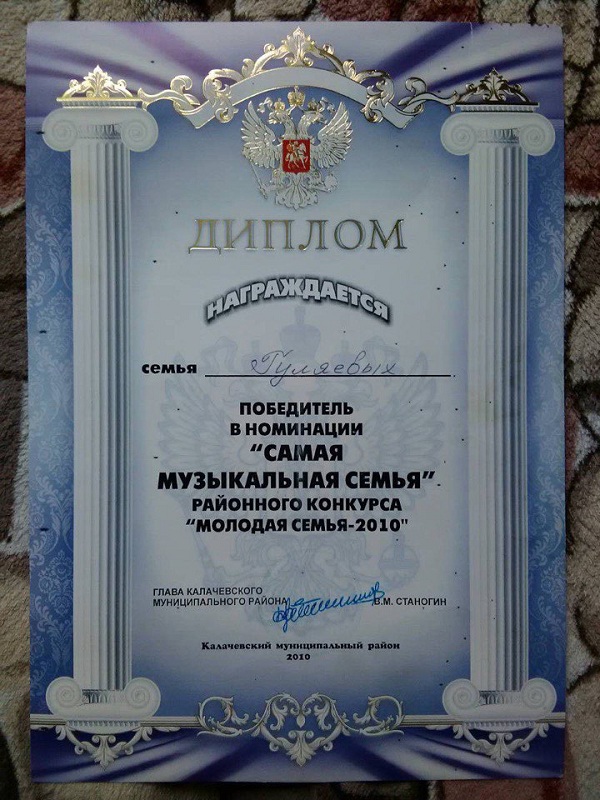 ДИПЛОМ
НАГРАЖДАЕТСЯ
семья Гуляевых
ПОБЕДИТЕЛЬ
В НОМИНАЦИИ
“САМАЯ
МУЗЫКАЛЬНАЯ СЕМЬЯ”
РАЙОННОГО КОНКУРСА
“МОЛОДАЯ СЕМЬЯ-2010"
ГЛАВА КАЛАЧЕВСКОГО
МУНИЦИПАЛЬНОГО РАЙОНА В.М. СТАНОГИН
Калачевский муниципальный район
2010